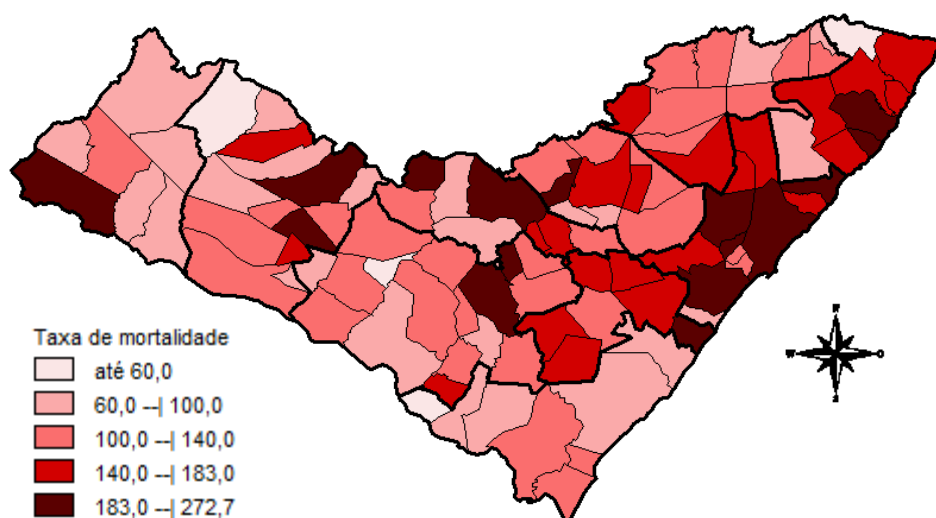 Taxa de mortalidade
até 60,0
60,0 --| 100,0
100,0 --| 140,0
140,0 --| 183,0
183,0 --| 272,7
W